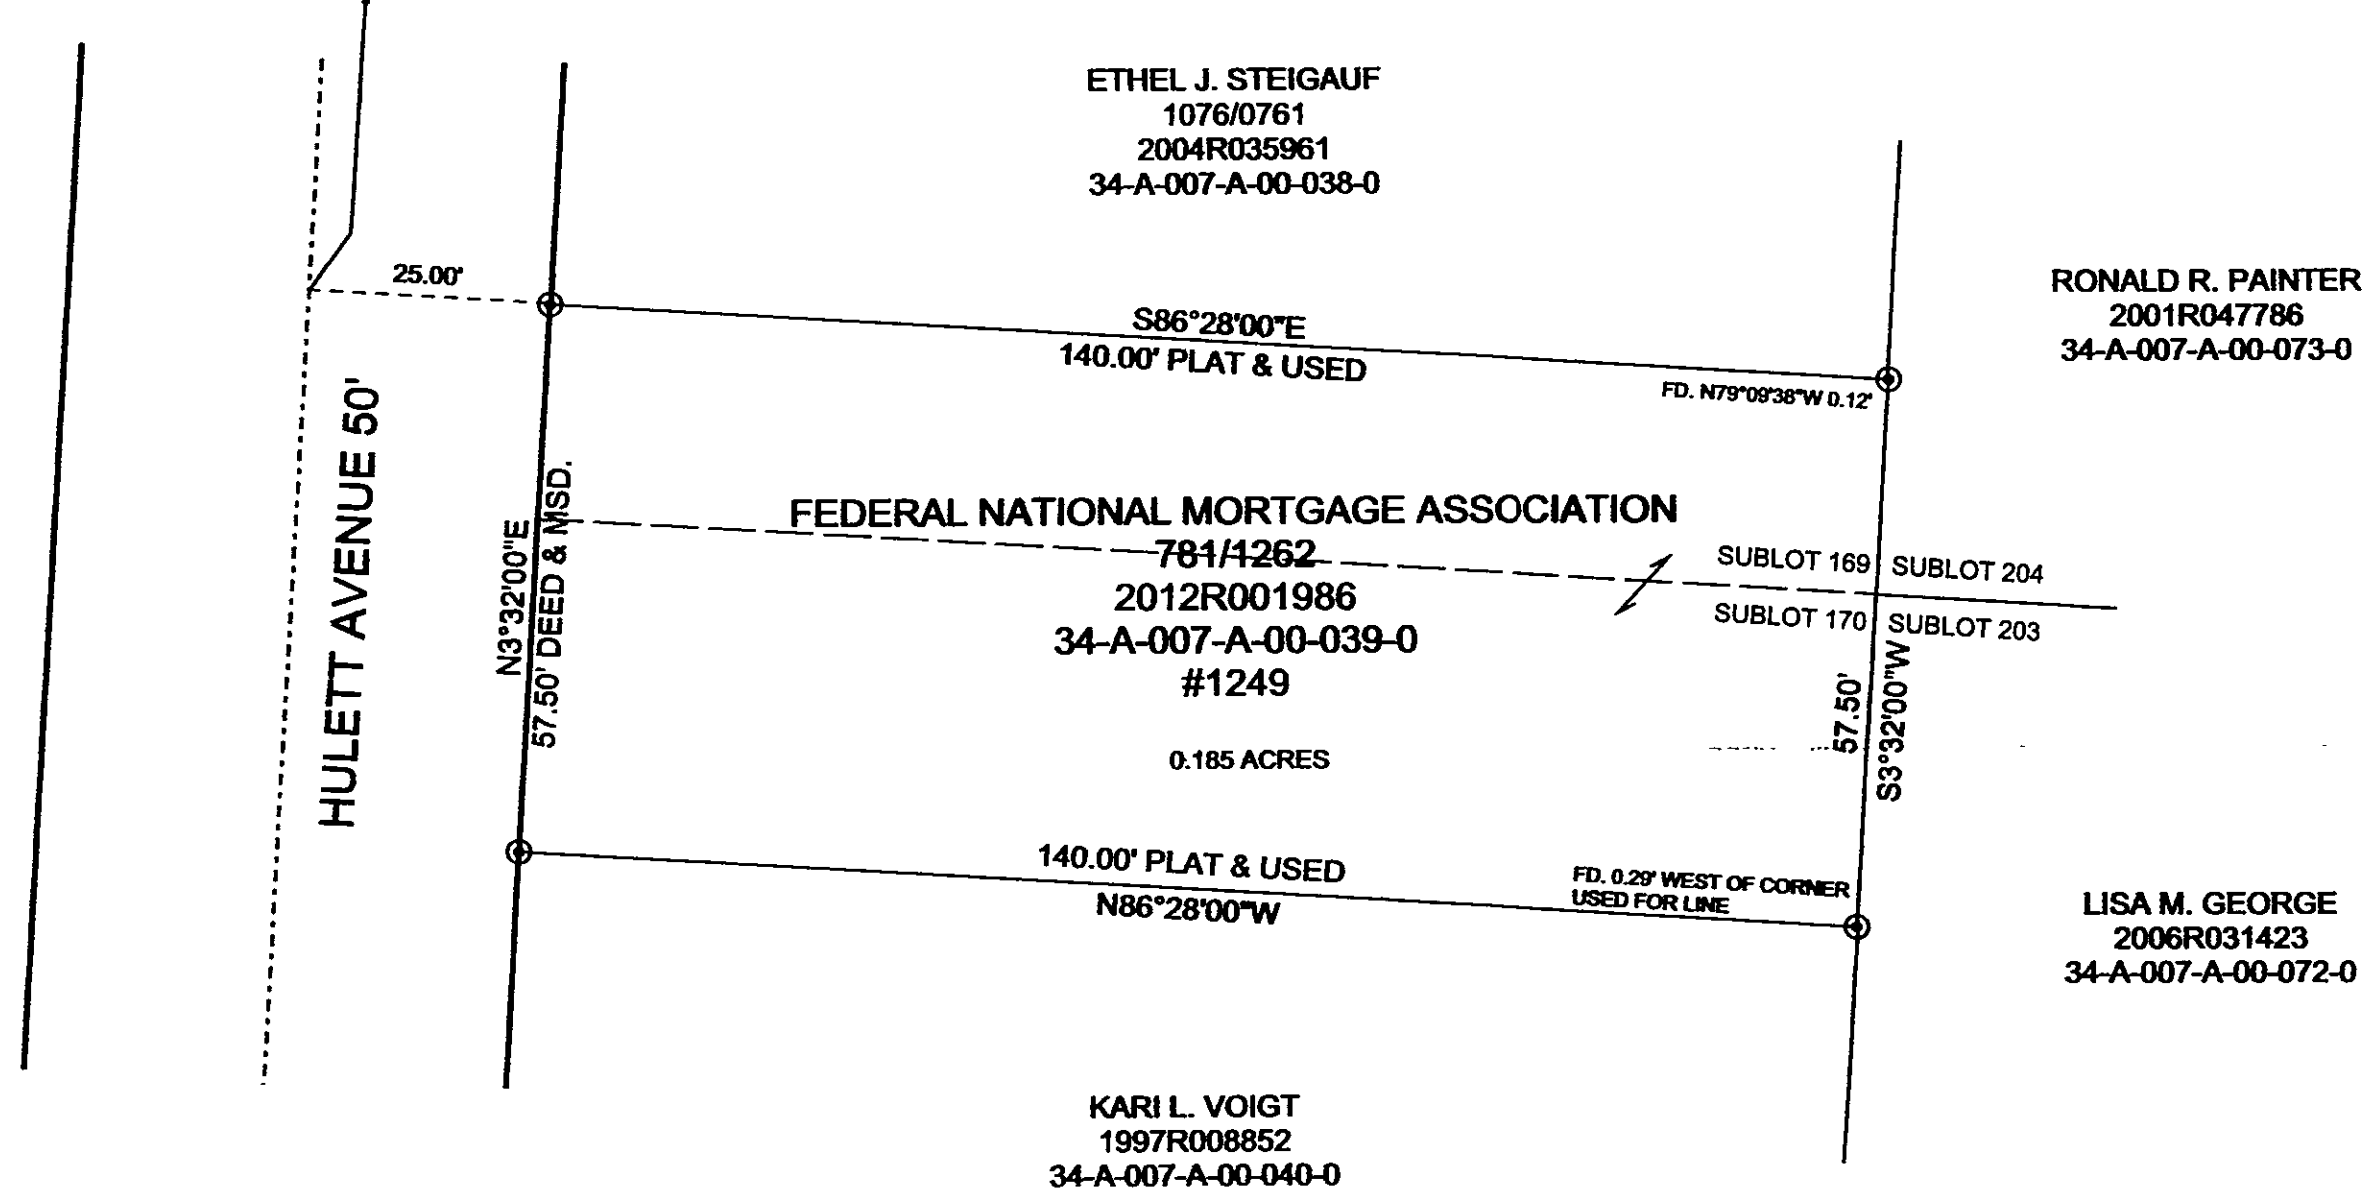 ETHEL J. STEIGAUF
1076/0761
2004R035961
34-A-007-A-00-038-0
25.00'
RONALD R. PAINTER
2001R047786
34-A-007-A-00-073-0
S86°28'00"E
140.00' PLAT & USED
FD. N79°09'38"W 0.12'
HULETT AVENUE 50'
N3°32'00"E
57.50' DEED & MSD.
FEDERAL NATIONAL MORTGAGE ASSOCIATION
781/1262
2012R001986
34-A-007-A-00-039-0
#1249
SUBLOT 169
SUBLOT 204
SUBLOT 170
SUBLOT 203
57.50'
S3°32'00"W
0.185 ACRES
140.00' PLAT & USED
N86°28'00"W
FD. 0.29' WEST OF CORNER
USED FOR LINE
LISA M. GEORGE
2006R031423
34-A-007-A-00-072-0
KARI L. VOIGT
1997R008852
34-A-007-A-00-040-0